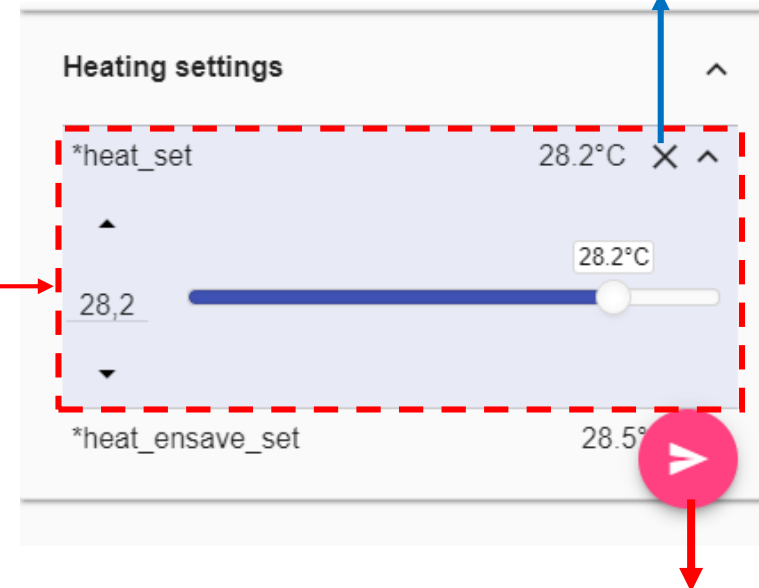 Heating settings
*heat_set 28.2°C
28.2°C
28,2
*heat_ensave_set 28.5°